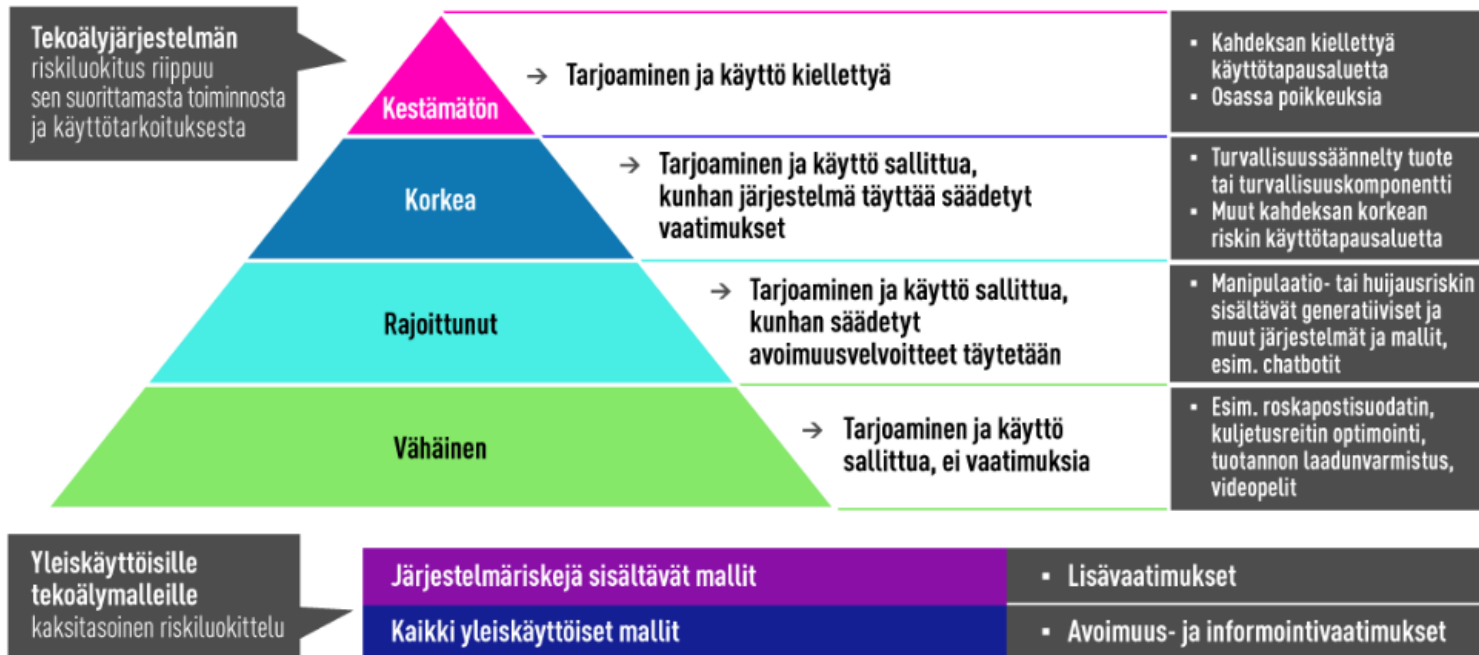 Tekoälyjärjestelmän
riskiluokitus riippuu
sen suorittamasta toiminnosta
ja käyttötarkoituksesta
Kestämätön
→ Tarjoaminen ja käyttö kiellettyä
▪ Kahdeksan kiellettyä
käyttötapausaluetta
▪ Osassa poikkeuksia
Korkea
→ Tarjoaminen ja käyttö sallittua,
kunhan järjestelmä täyttää säädetyt
vaatimukset
▪ Turvallisuussäännelty tuote
tai turvallisuuskomponentti
▪ Muut kahdeksan korkean
riskin käyttötapausaluetta
Rajoittunut
→ Tarjoaminen ja käyttö sallittua,
kunhan säädetyt
avoimuusvelvoitteet täytetään
▪ Manipulaatio- tai huijausriskin
sisältävät generatiiviset ja
muut järjestelmät ja mallit,
esim. chatbotit
Vähäinen
→ Tarjoaminen ja käyttö
sallittua, ei vaatimuksia
▪ Esim. roskapostisuodatin,
kuljetusreitin optimointi,
tuotannon laadunvarmistus,
videopelit
Yleiskäyttöisille
tekoälymalleille
kaksitasoinen riskiluokittelu
Järjestelmäriskejä sisältävät mallit
▪ Lisävaatimukset
Kaikki yleiskäyttöiset mallit
▪ Avoimuus- ja informointivaatimukset